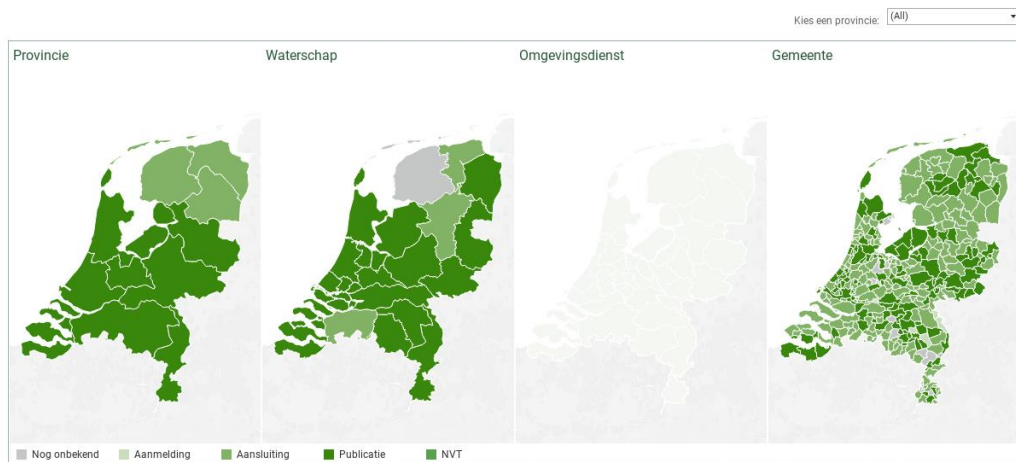 Kies een provincie: (All)
Provincie Waterschap Omgevingsdienst Gemeente
Nog onbekend Aanmelding Aansluiting Publicatie NVT